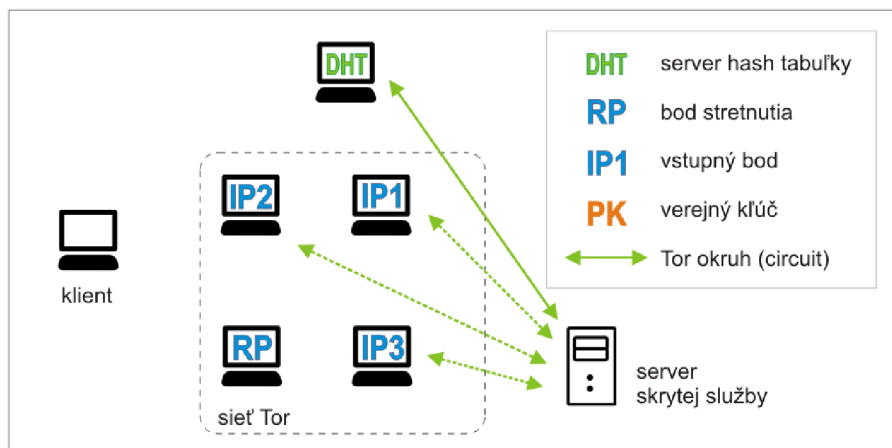 DHT
IP2
IP1
klient
RP
IP3
sieť Tor
server
skrytej služby
DHT server hash tabuľky
RP bod stretnutia
IP1 vstupný bod
PK verejný kľúč
Tor okruh (circuit)